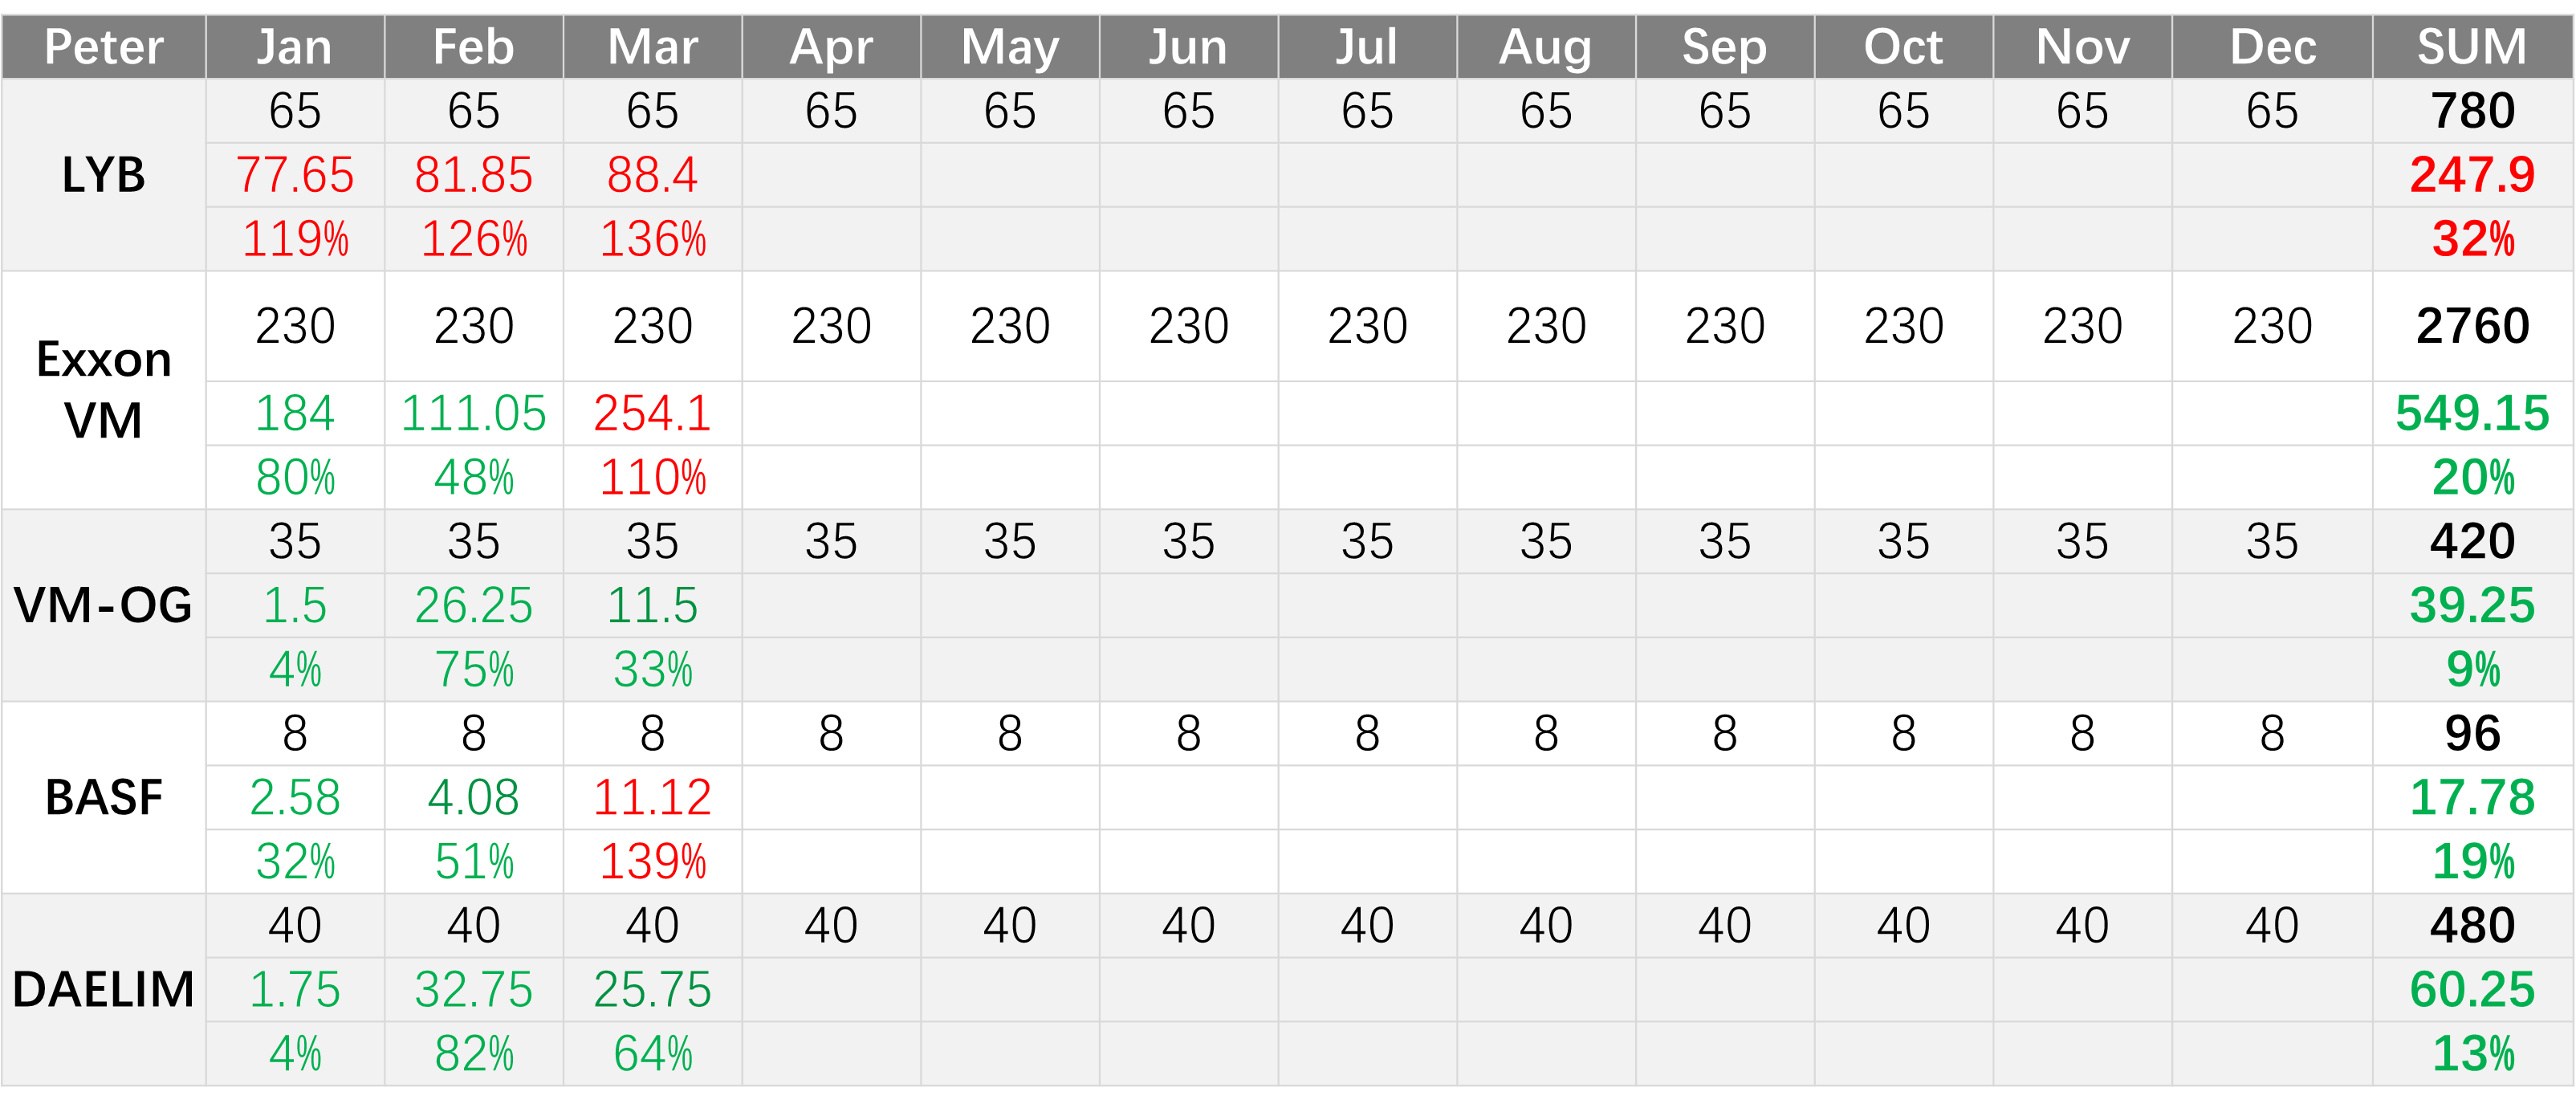 Peter Jan Feb Mar Apr May Jun Jul Aug Sep Oct Nov Dec SUM
LYB
65 65 65 65 65 65 65 65 65 65 65 65 780
77.65 81.85 88.4 247.9
119% 126% 136% 32%
Exxon
VM
230 230 230 230 230 230 230 230 230 230 230 230 2760
184 111.05 254.1 549.15
80% 48% 110% 20%
VM-OG
35 35 35 35 35 35 35 35 35 35 35 35 420
1.5 26.25 11.5 39.25
4% 75% 33% 9%
BASF
8 8 8 8 8 8 8 8 8 8 8 8 96
2.58 4.08 11.12 17.78
32% 51% 139% 19%
DAELIM
40 40 40 40 40 40 40 40 40 40 40 40 480
1.75 32.75 25.75 60.25
4% 82% 64% 13%